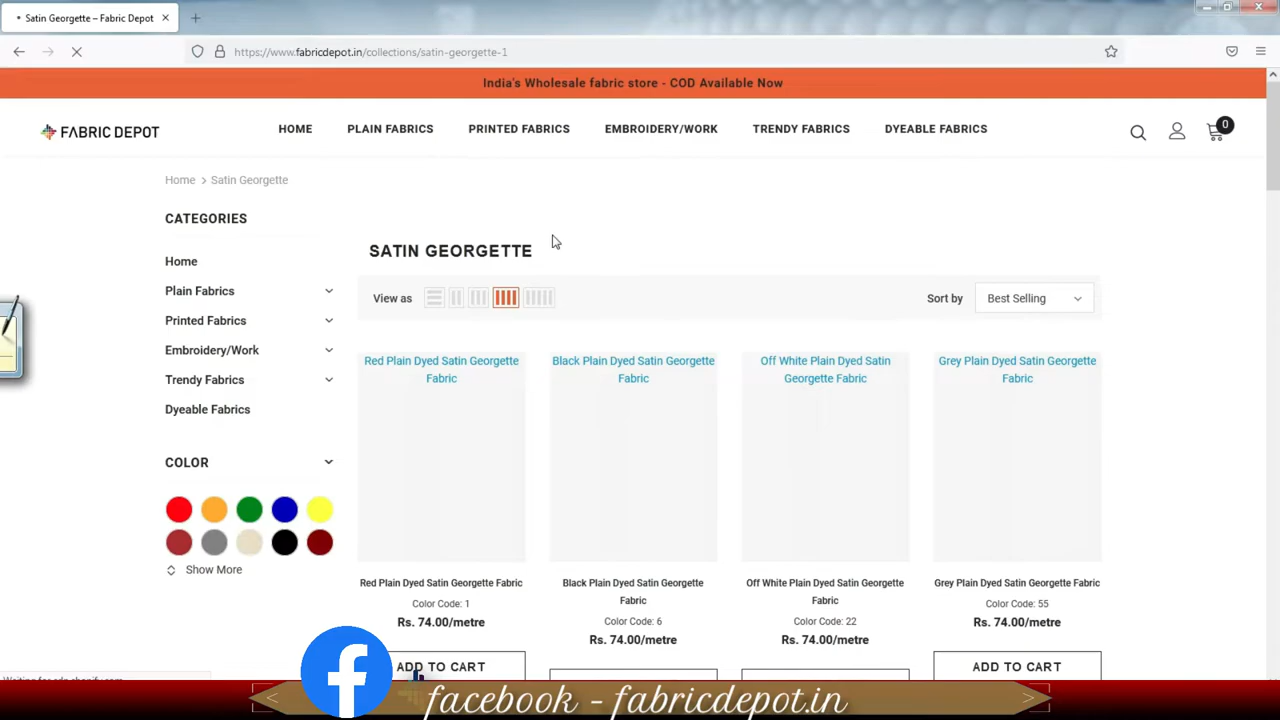 Satin Georgette – Fabric Depot
https://www.fabricdepot.in/collections/satin-georgette-1
India's Wholesale fabric store - COD Available Now
FABRIC DEPOT
HOME
PLAIN FABRICS
PRINTED FABRICS
EMBROIDERY/WORK
TRENDY FABRICS
DYEABLE FABRICS
0
Home > Satin Georgette
CATEGORIES
Home
Plain Fabrics
Printed Fabrics
Embroidery/Work
Trendy Fabrics
Dyeable Fabrics
COLOR
Show More
SATIN GEORGETTE
View as
Sort by
Best Selling
Red Plain Dyed Satin Georgette
Fabric
Black Plain Dyed Satin Georgette
Fabric
Off White Plain Dyed Satin
Georgette Fabric
Grey Plain Dyed Satin Georgette
Fabric
Red Plain Dyed Satin Georgette Fabric
Color Code: 1
Rs. 74.00/metre
ADD TO CART
Black Plain Dyed Satin Georgette
Fabric
Color Code: 6
Rs. 74.00/metre
Off White Plain Dyed Satin Georgette
Fabric
Color Code: 22
Rs. 74.00/metre
Grey Plain Dyed Satin Georgette Fabric
Color Code: 55
Rs. 74.00/metre
ADD TO CART
facebook - fabricdepot.in